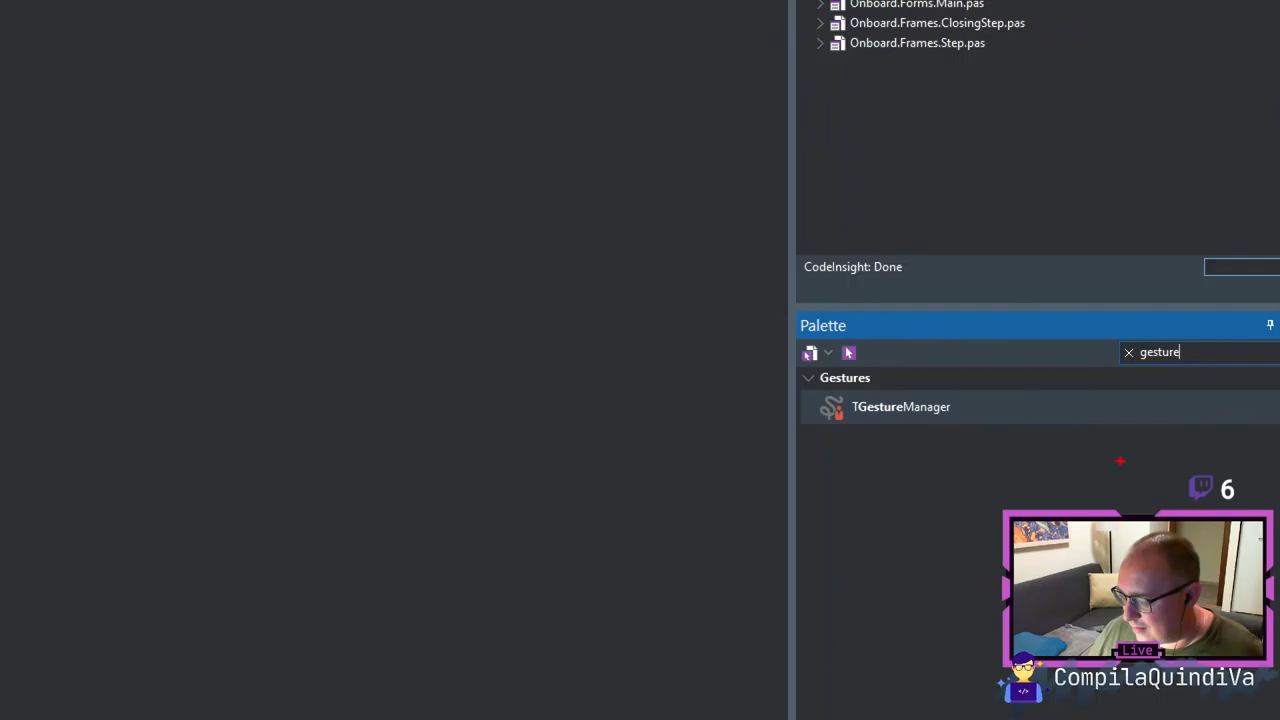 Onboard.Forms.Main.pas
Onboard.Frames.ClosingStep.pas
Onboard.Frames.Step.pas
CodeInsight: Done
Palette
gesture
Gestures
TGestureManager
6
Live
</>
CompilaQuindiVa